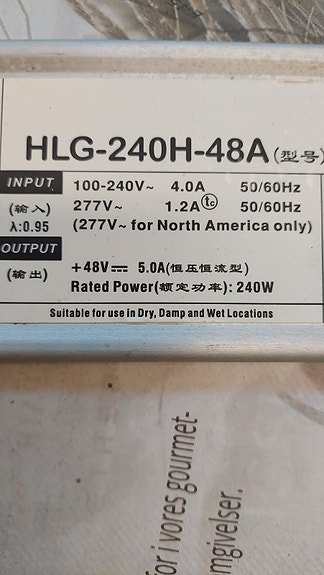 HLG-240H-48A(型号)
INPUT 100-240V~ 4.0A 50/60Hz
(输入) 277V~ 1.2A tc 50/60Hz
λ:0.95 (277V~ for North America only)
OUTPUT
+48V⎓ 5.0A(恒压恒流型)
(输出) Rated Power(额定功率): 240W
Suitable for use in Dry, Damp and Wet Locations
for i vores gourmet-
mgivelser.